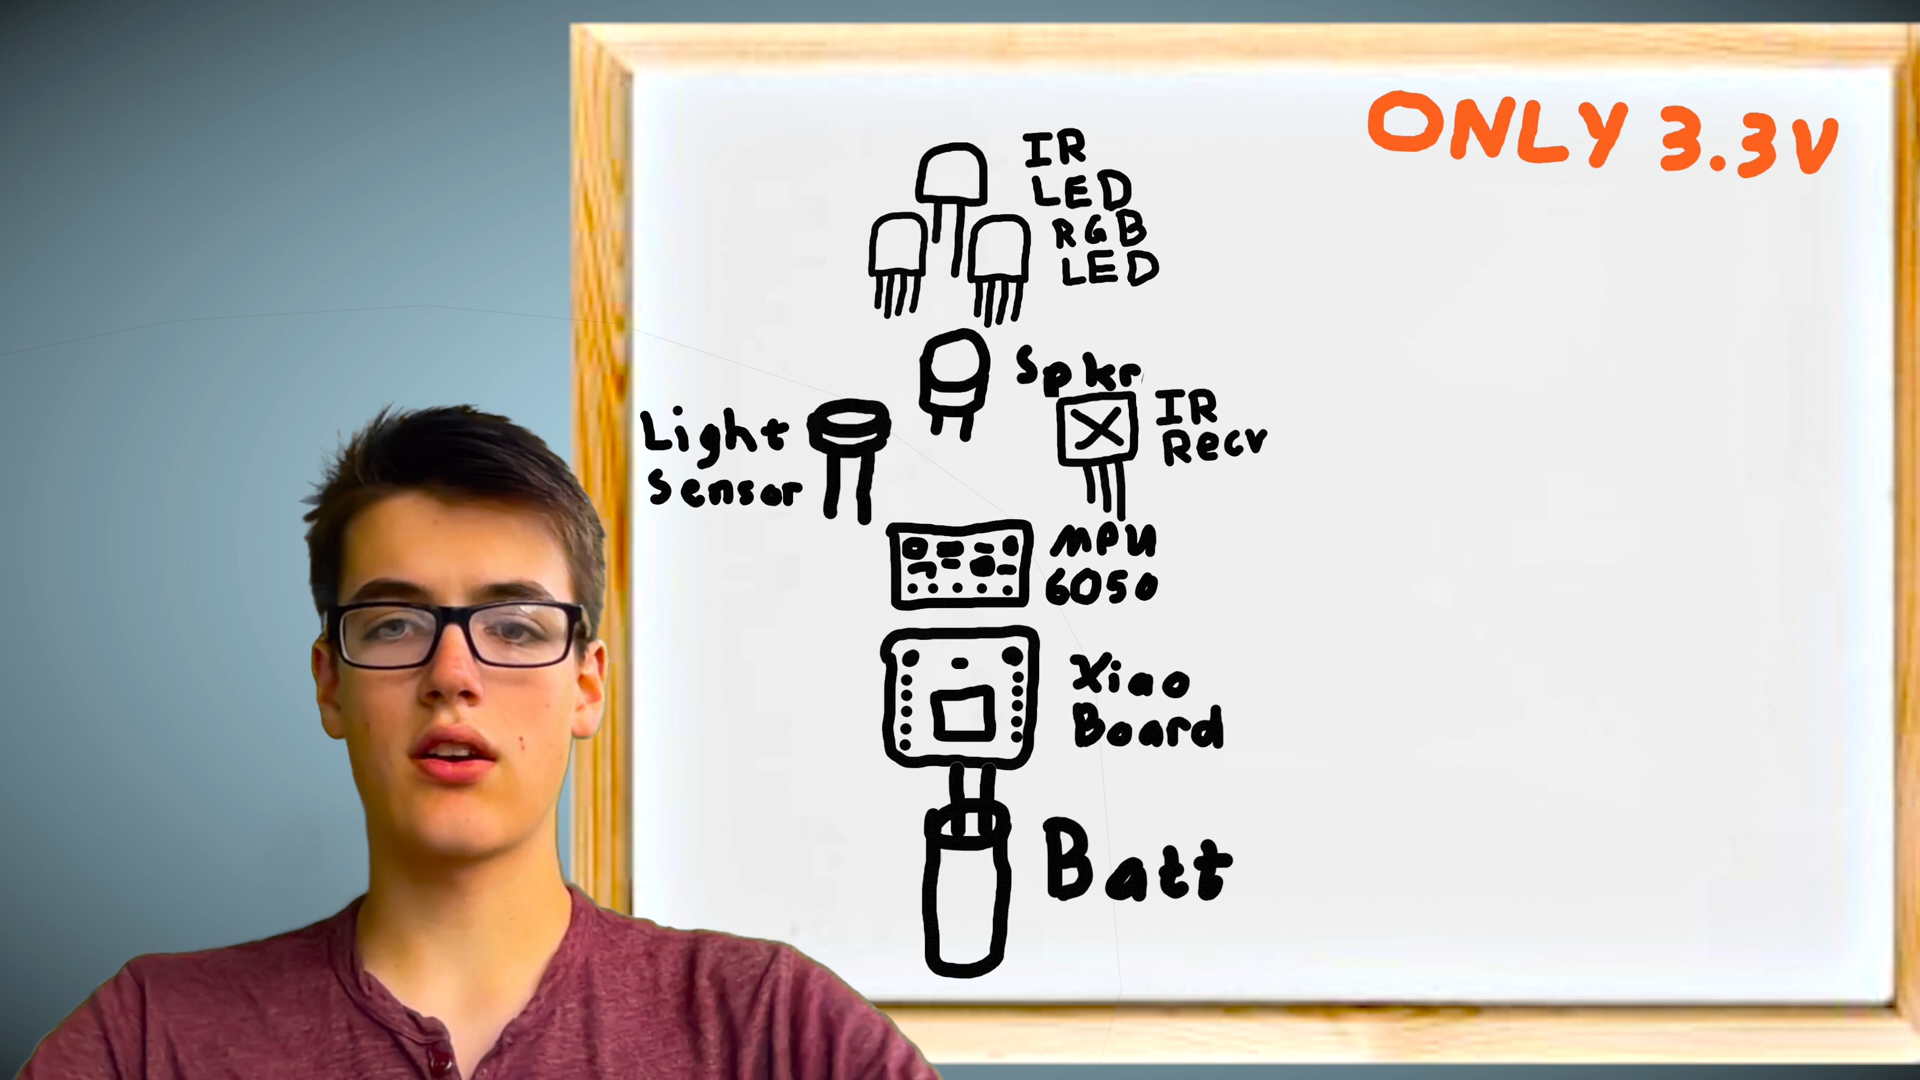 ONLY 3.3V
IR
LED
RGB
LED
Spkr
Light
Sensor
IR
Recv
MPU
6050
Xiao
Board
Batt